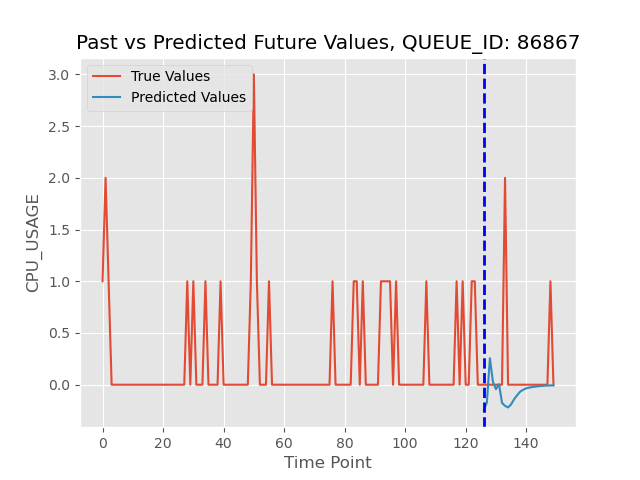 Past vs Predicted Future Values, QUEUE_ID: 86867
True Values
Predicted Values
CPU_USAGE
3.0
2.5
2.0
1.5
1.0
0.5
0.0
0 20 40 60 80 100 120 140
Time Point